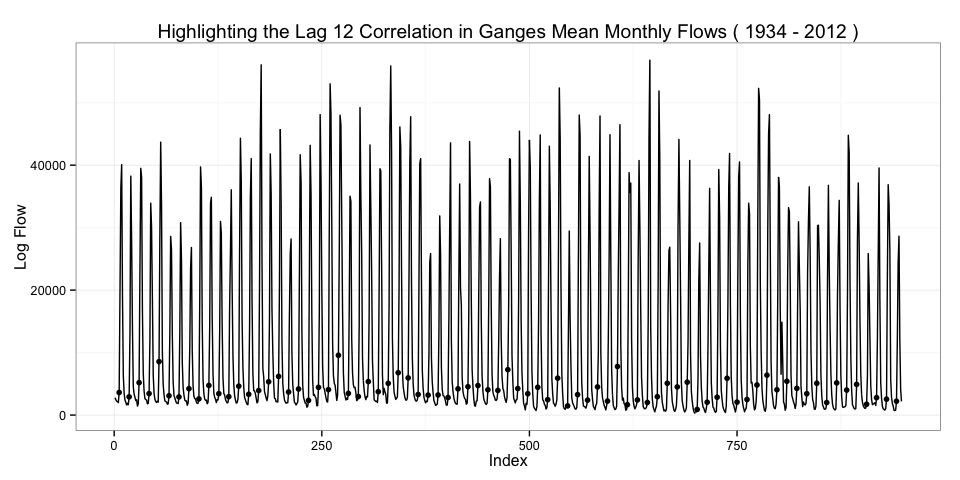 Highlighting the Lag 12 Correlation in Ganges Mean Monthly Flows ( 1934 - 2012 )
Log Flow
40000
20000
0
0 250 500 750
Index